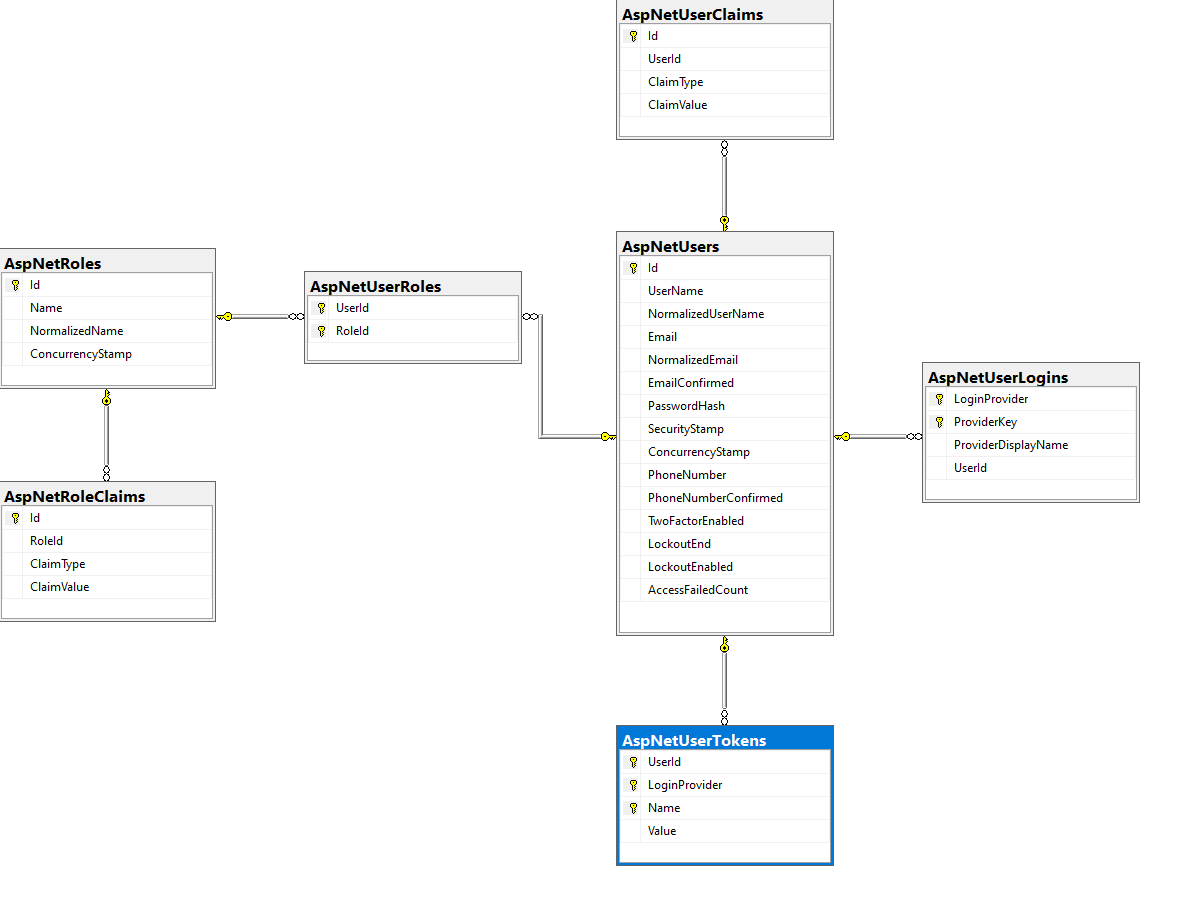 AspNetUserClaims
Id
UserId
ClaimType
ClaimValue
AspNetRoles
Id
Name
NormalizedName
ConcurrencyStamp
AspNetUserRoles
UserId
RoleId
AspNetUsers
Id
UserName
NormalizedUserName
Email
NormalizedEmail
EmailConfirmed
PasswordHash
SecurityStamp
ConcurrencyStamp
PhoneNumber
PhoneNumberConfirmed
TwoFactorEnabled
LockoutEnd
LockoutEnabled
AccessFailedCount
AspNetUserLogins
LoginProvider
ProviderKey
ProviderDisplayName
UserId
AspNetRoleClaims
Id
RoleId
ClaimType
ClaimValue
AspNetUserTokens
UserId
LoginProvider
Name
Value